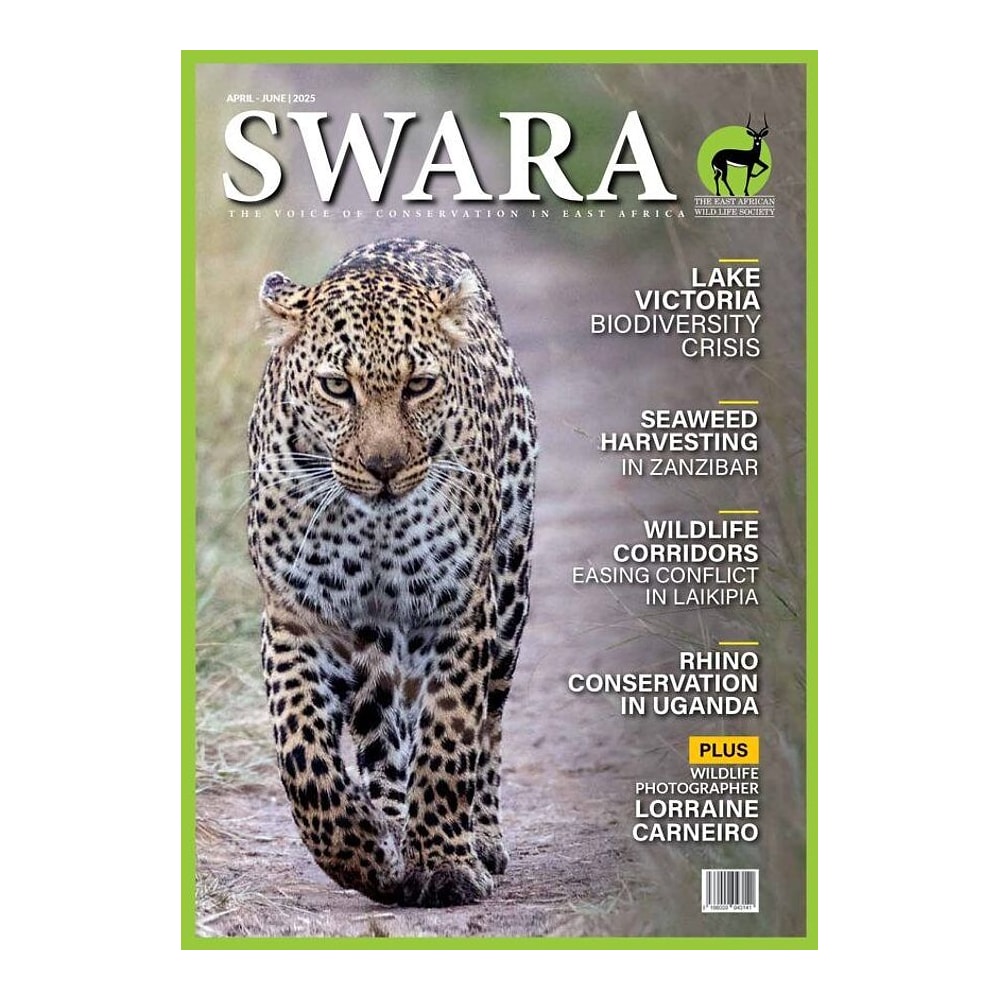 APRIL - JUNE | 2025
SWARA
THE VOICE OF CONSERVATION IN EAST AFRICA
THE EAST AFRICAN
WILD LIFE SOCIETY
LAKE
VICTORIA
BIODIVERSITY
CRISIS
SEAWEED
HARVESTING
IN ZANZIBAR
WILDLIFE
CORRIDORS
EASING CONFLICT
IN LAIKIPIA
RHINO
CONSERVATION
IN UGANDA
PLUS
WILDLIFE
PHOTOGRAPHER
LORRAINE
CARNEIRO